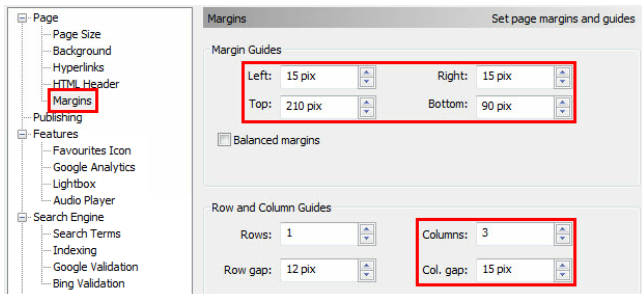 Page
Page Size
Background
Hyperlinks
HTML Header
Margins
Publishing
Features
Favourites Icon
Google Analytics
Lightbox
Audio Player
Search Engine
Search Terms
Indexing
Google Validation
Bing Validation
Margins Set page margins and guides
Margin Guides
Left: 15 pix Right: 15 pix
Top: 210 pix Bottom: 90 pix
Balanced margins
Row and Column Guides
Rows: 1 Columns: 3
Row gap: 12 pix Col. gap: 15 pix